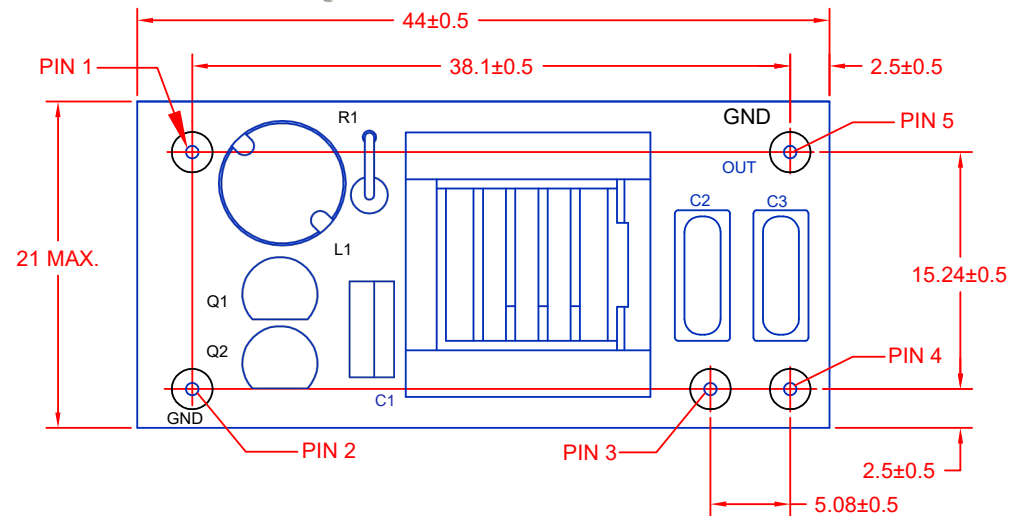 44±0.5
PIN 1
38.1±0.5
2.5±0.5
R1
GND
PIN 5
OUT
C2
C3
L1
21 MAX.
15.24±0.5
Q1
Q2
PIN 4
C1
GND
PIN 2
PIN 3
2.5±0.5
5.08±0.5